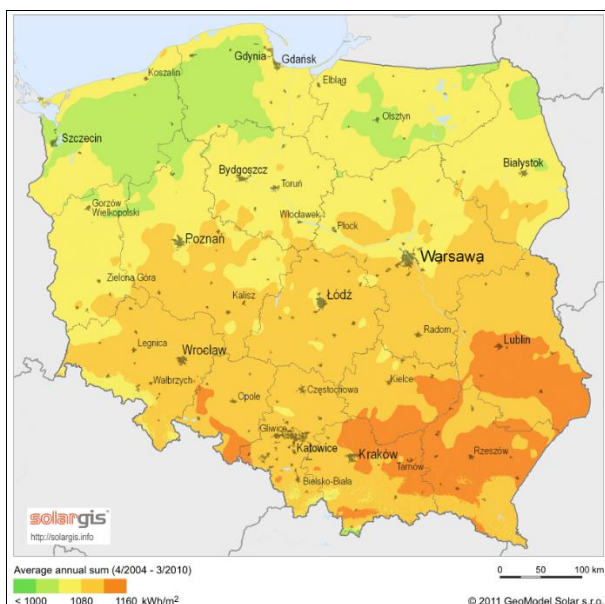 Gdynia
Gdańsk
Koszalin
Elbląg
Olsztyn
Szczecin
Białystok
Bydgoszcz
Toruń
Gorzów
Wielkopolski
Włocławek
Płock
Poznań
Warsawa
Zielona Góra
Kalisz
Łódź
Radom
Lublin
Legnica
Wrocław
Wałbrzych
Opole
Częstochowa
Kielce
Gliwice
Katowice
Kraków
Tarnów
Rzeszów
Bielsko-Biała
solargis
http://solargis.info
Average annual sum (4/2004 - 3/2010)
< 1000 1080 1160 kWh/m²
0 50 100 km
© 2011 GeoModel Solar s.r.o.